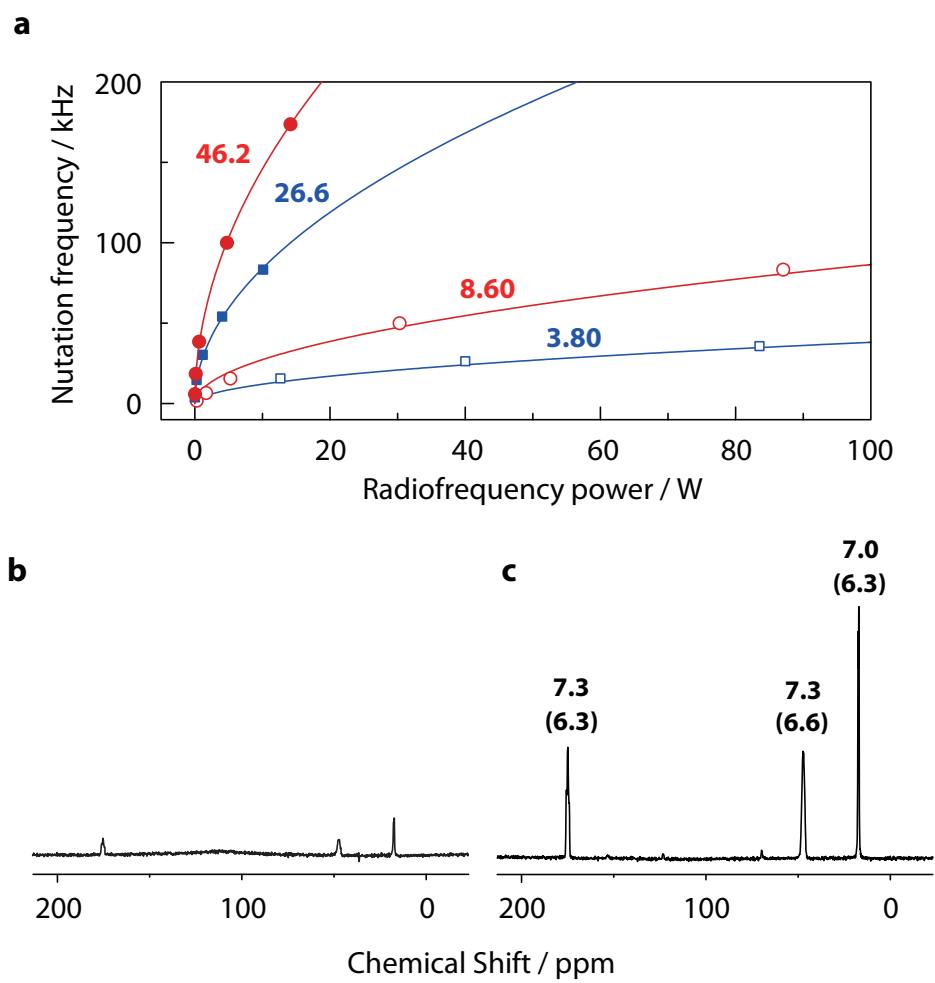 a
200
100
0
Nutation frequency / kHz
46.2
26.6
8.60
3.80
0 20 40 60 80 100
Radiofrequency power / W
b
c
7.0
(6.3)
7.3
(6.3)
7.3
(6.6)
200 100 0
200 100 0
Chemical Shift / ppm